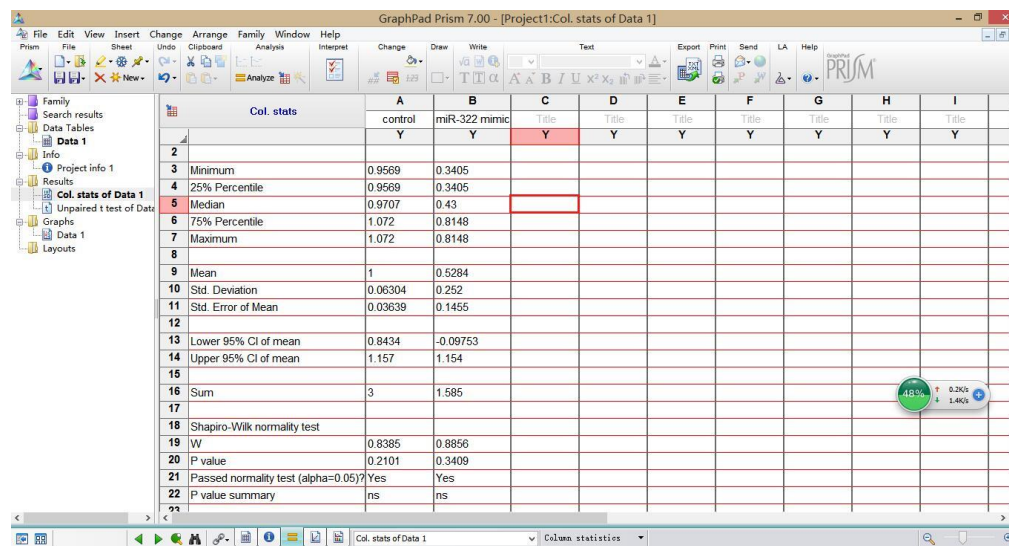 GraphPad Prism 7.00 - [Project1:Col. stats of Data 1]
File Edit View Insert Change Arrange Family Window Help
Prism File Sheet Undo Clipboard Analysis Interpret Change Draw Write Text Export Print Send LA Help
New Analyze GraphPad PRISM
Family
Search results
Data Tables
Data 1
Info
Project info 1
Results
Col. stats of Data 1
Unpaired t test of Data
Graphs
Data 1
Layouts
Col. stats A B C D E F G H I
control miR-322 mimic Title Title Title Title Title Title Title
Y Y Y Y Y Y Y Y Y
2
3 Minimum 0.9569 0.3405
4 25% Percentile 0.9569 0.3405
5 Median 0.9707 0.43
6 75% Percentile 1.072 0.8148
7 Maximum 1.072 0.8148
8
9 Mean 1 0.5284
10 Std. Deviation 0.06304 0.252
11 Std. Error of Mean 0.03639 0.1455
12
13 Lower 95% CI of mean 0.8434 -0.09753
14 Upper 95% CI of mean 1.157 1.154
15
16 Sum 3 1.585
17
18 Shapiro-Wilk normality test
19 W 0.8385 0.8856
20 P value 0.2101 0.3409
21 Passed normality test (alpha=0.05)? Yes Yes
22 P value summary ns ns
23
48% 0.2K/s
1.4K/s
Col. stats of Data 1 Column statistics